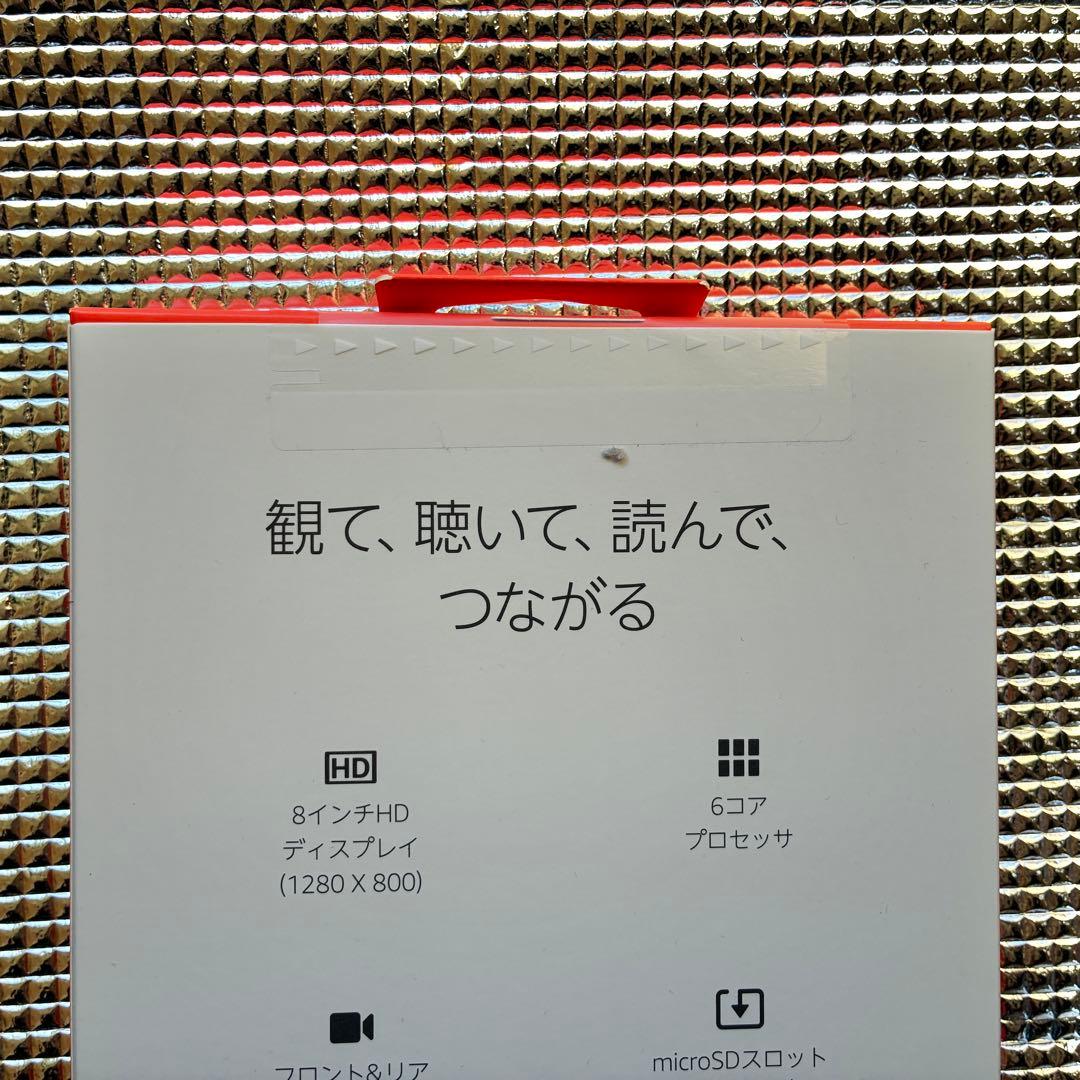 観て、聴いて、読んで、
つながる
HD
8インチHD
ディスプレイ
(1280 X 800)
6コア
プロセッサ
フロント&リア
microSDスロット